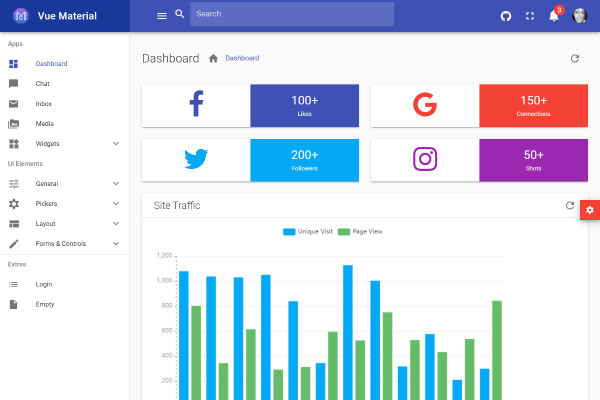 Vue Material
Search
3
Apps
Dashboard
Chat
Inbox
Media
Widgets
UI Elements
General
Pickers
Layout
Forms & Controls
Extras
Login
Empty
Dashboard
Dashboard
100+
Likes
150+
Connections
200+
Followers
50+
Shots
Site Traffic
Unique Visit
Page View
1,200
1,000
800
600
400
200